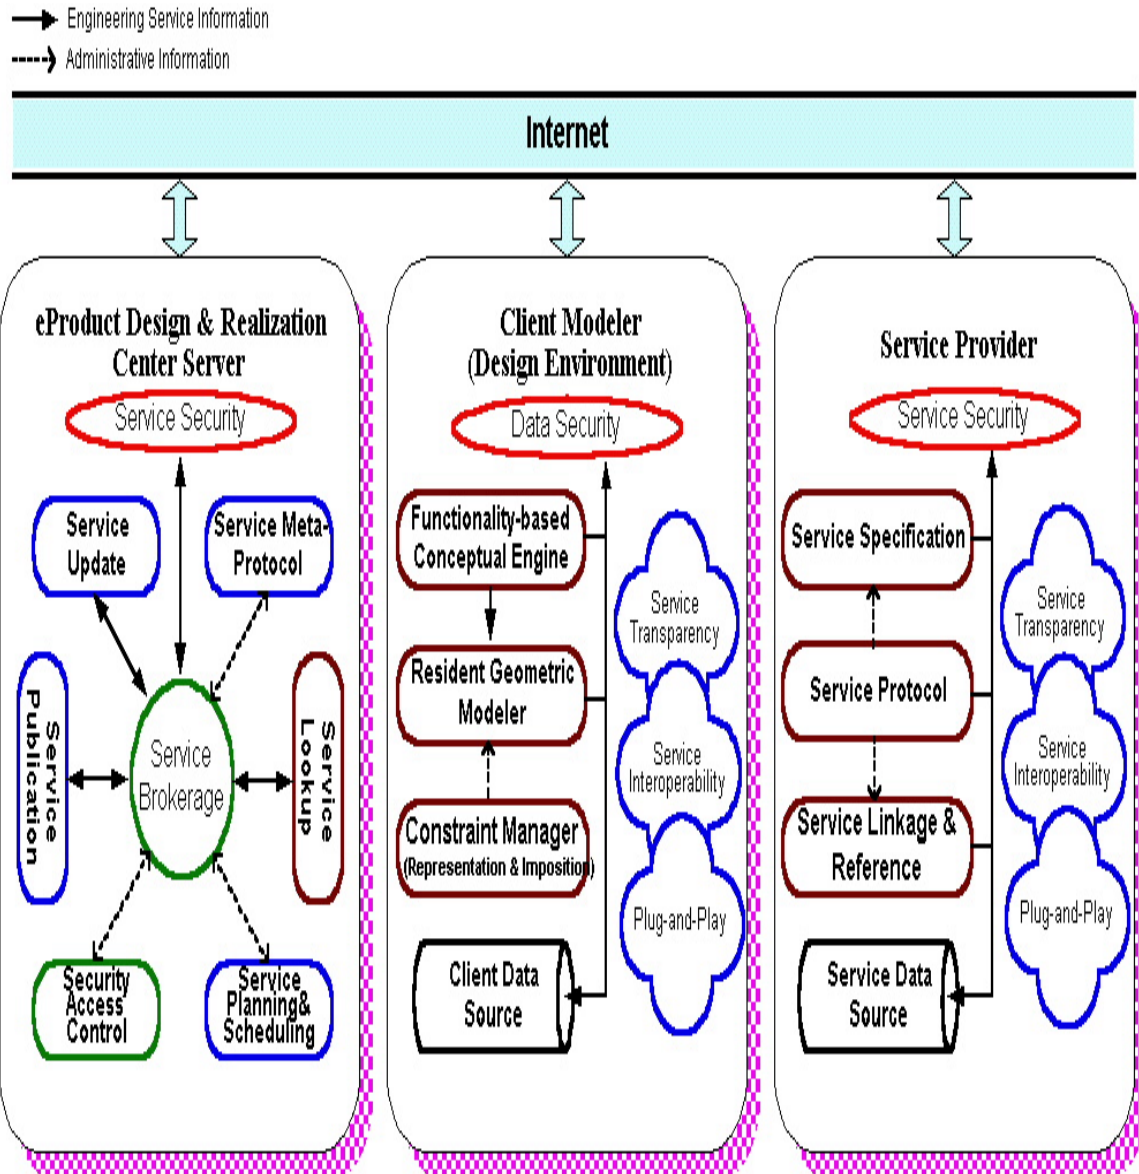 Engineering Service Information
Administrative Information
Internet
eProduct Design & Realization
Center Server
Service Security
Service
Update
Service Meta-
Protocol
Service
Publication
Service
Brokerage
Service
Lookup
Security
Access
Control
Service
Planning&
Scheduling
Client Modeler
(Design Environment)
Data Security
Functionality-based
Conceptual Engine
Resident Geometric
Modeler
Constraint Manager
(Representation & Imposition)
Client Data
Source
Service
Transparency
Service
Interoperability
Plug-and-Play
Service Provider
Service Security
Service Specification
Service Protocol
Service Linkage &
Reference
Service Data
Source
Service
Transparency
Service
Interoperability
Plug-and-Play